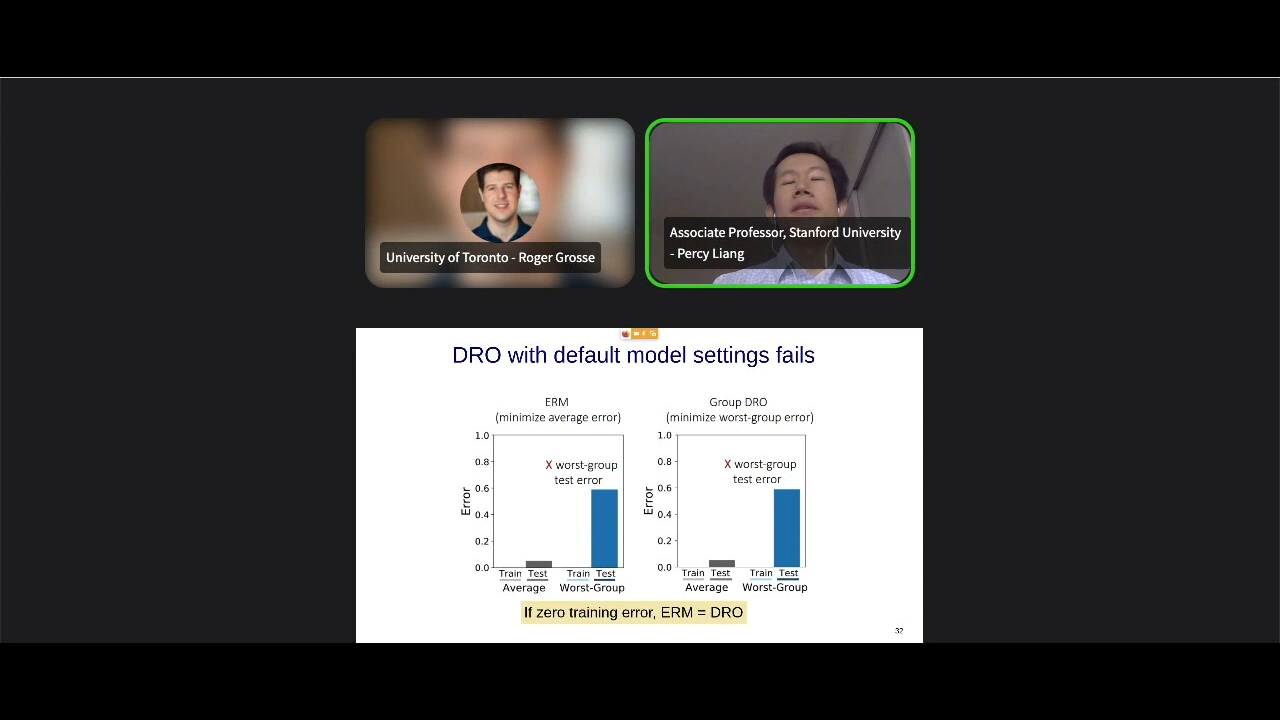 University of Toronto - Roger Grosse
Associate Professor, Stanford University
- Percy Liang
DRO with default model settings fails
ERM
(minimize average error)
1.0
0.8
0.6
0.4
0.2
0.0
Error
X worst-group
test error
Train Test Train Test
Average Worst-Group
Group DRO
(minimize worst-group error)
1.0
0.8
0.6
0.4
0.2
0.0
Error
X worst-group
test error
Train Test Train Test
Average Worst-Group
If zero training error, ERM = DRO
32